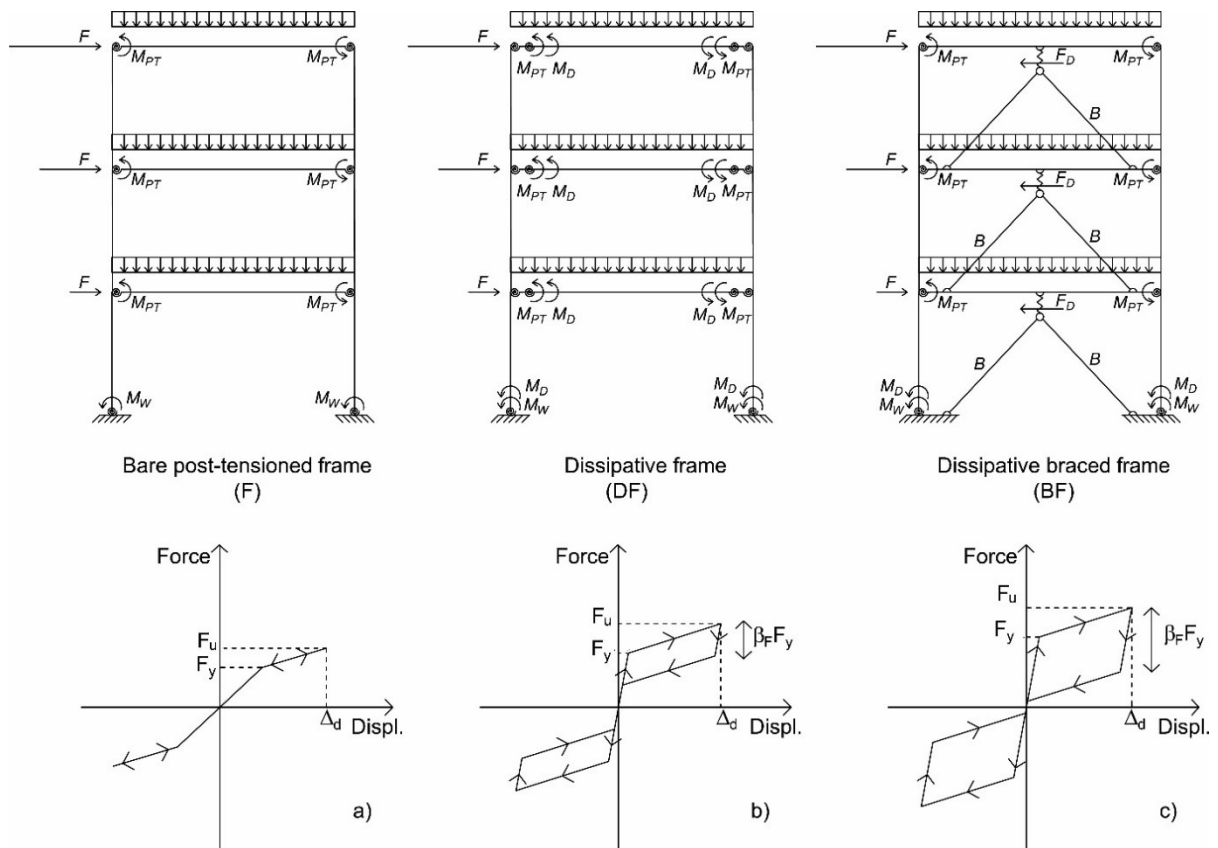 F M_PT M_PT F M_PT M_D M_D M_PT F M_PT F_D M_PT
B
F M_PT M_PT F M_PT M_D M_D M_PT F M_PT F_D M_PT
B B
F M_PT M_PT F M_PT M_D M_D M_PT F M_PT F_D M_PT
B B
M_W M_W M_D M_W M_D M_W M_D M_W M_D M_W
Bare post-tensioned frame Dissipative frame Dissipative braced frame
(F) (DF) (BF)
Force Force Force
F_u F_y Δ_d Displ. F_u F_y β_F F_y Δ_d Displ. F_u F_y β_F F_y Δ_d Displ.
a) b) c)